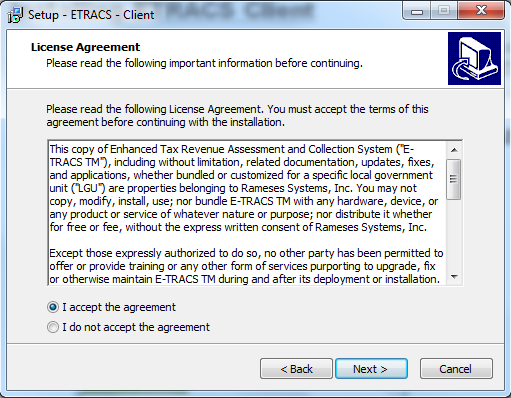 Setup - ETRACS - Client
License Agreement
Please read the following important information before continuing.
Please read the following License Agreement. You must accept the terms of this
agreement before continuing with the installation.
This copy of Enhanced Tax Revenue Assessment and Collection System ("E-
TRACS TM"), including without limitation, related documentation, updates, fixes,
and applications, whether bundled or customized for a specific local government
unit ("LGU") are properties belonging to Rameses Systems, Inc. You may not
copy, modify, install, use; nor bundle E-TRACS TM with any hardware, device, or
any product or service of whatever nature or purpose; nor distribute it whether
for free or fee, without the express written consent of Rameses Systems, Inc.
Except those expressly authorized to do so, no other party has been permitted to
offer or provide training or any other form of services purporting to upgrade, fix
or otherwise maintain E-TRACS TM during and after its deployment or installation.
I accept the agreement
I do not accept the agreement
< Back
Next >
Cancel